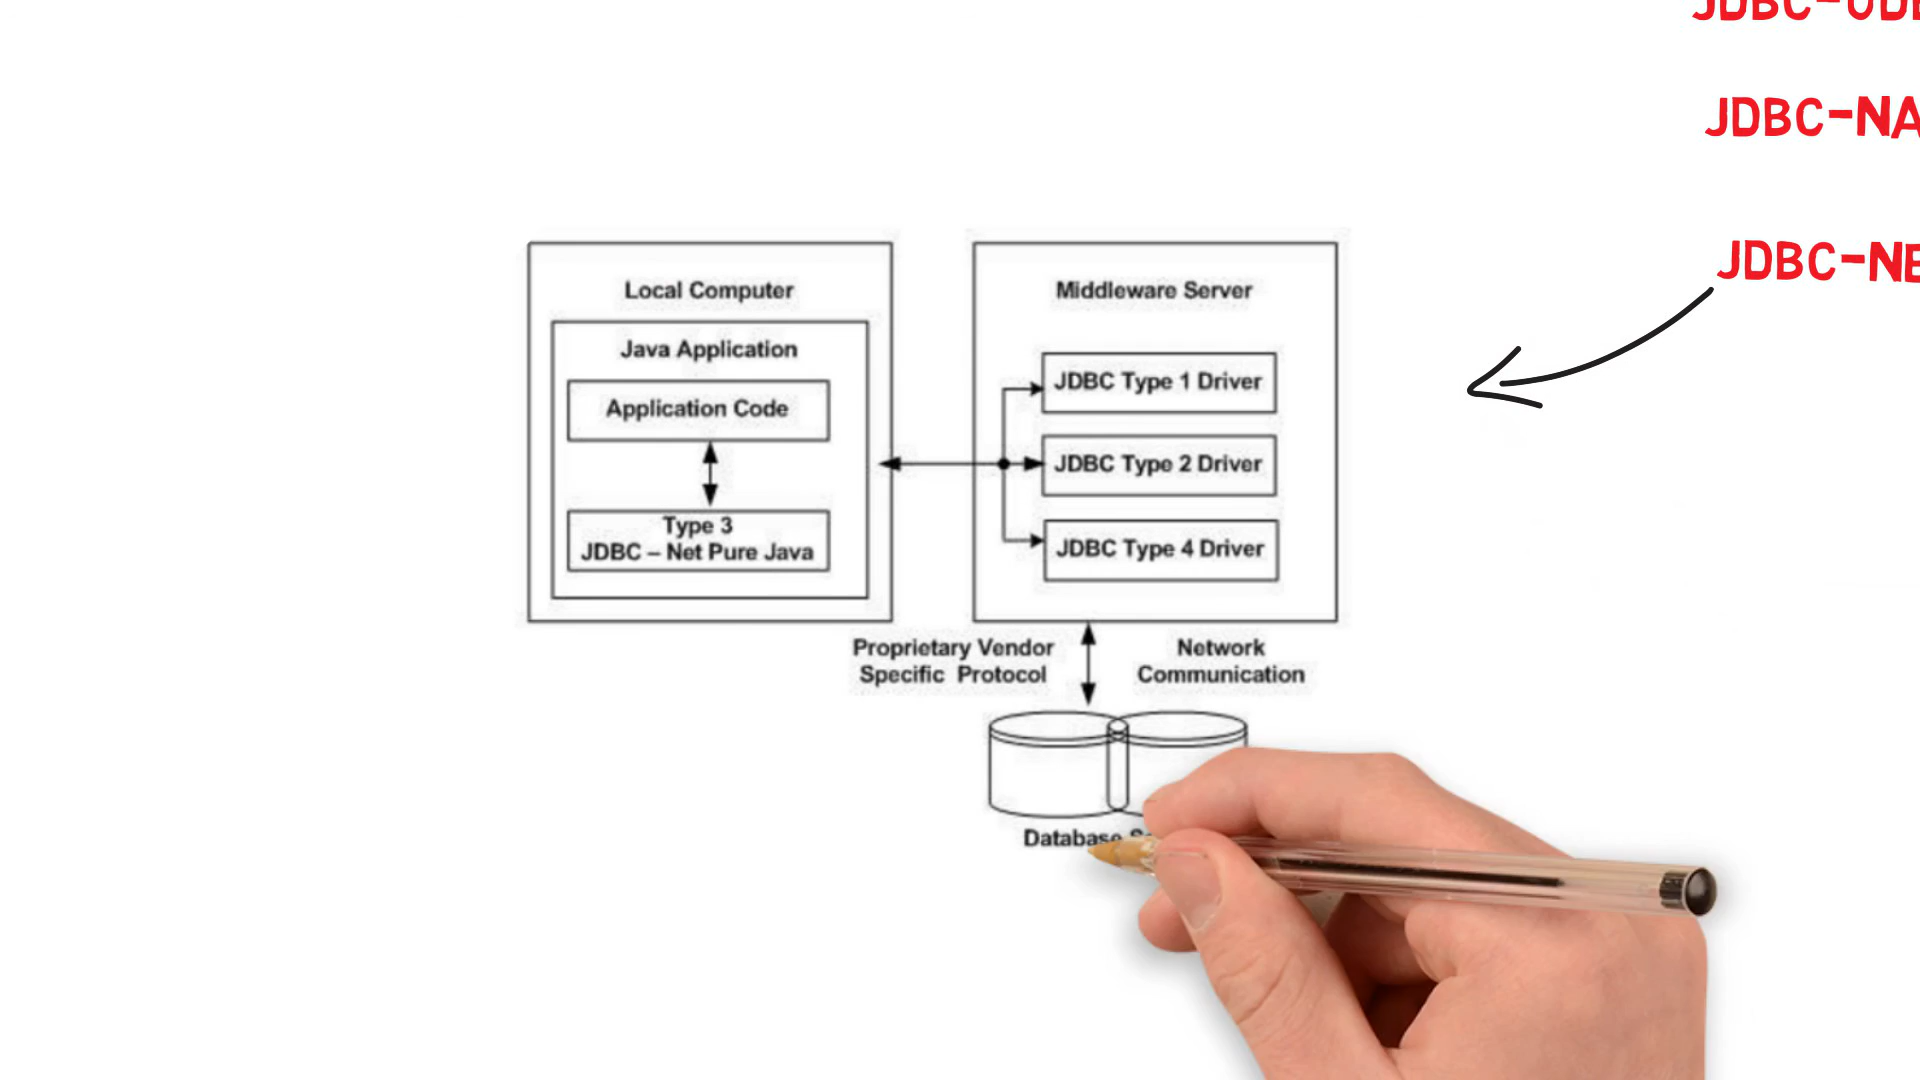 JDBC-NA
JDBC-NE
Local Computer
Middleware Server
Java Application
Application Code
Type 3
JDBC – Net Pure Java
JDBC Type 1 Driver
JDBC Type 2 Driver
JDBC Type 4 Driver
Proprietary Vendor
Specific Protocol
Network
Communication
Database